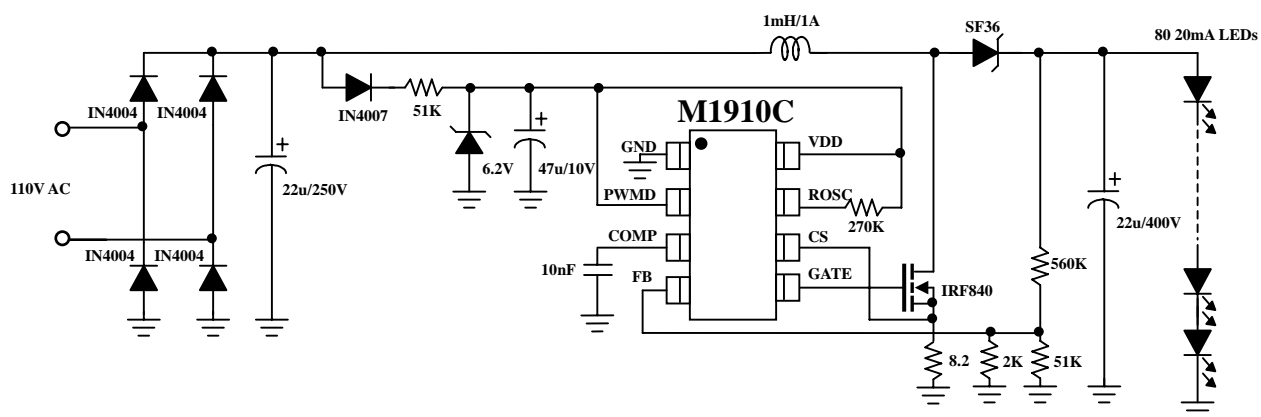 1mH/1A
SF36
80 20mA LEDs
IN4004
IN4004
IN4007
51K
M1910C
110V AC
22u/250V
6.2V
47u/10V
GND
VDD
PWMD
ROSC
270K
COMP
CS
10nF
FB
GATE
IRF840
560K
22u/400V
IN4004
IN4004
8.2
2K
51K